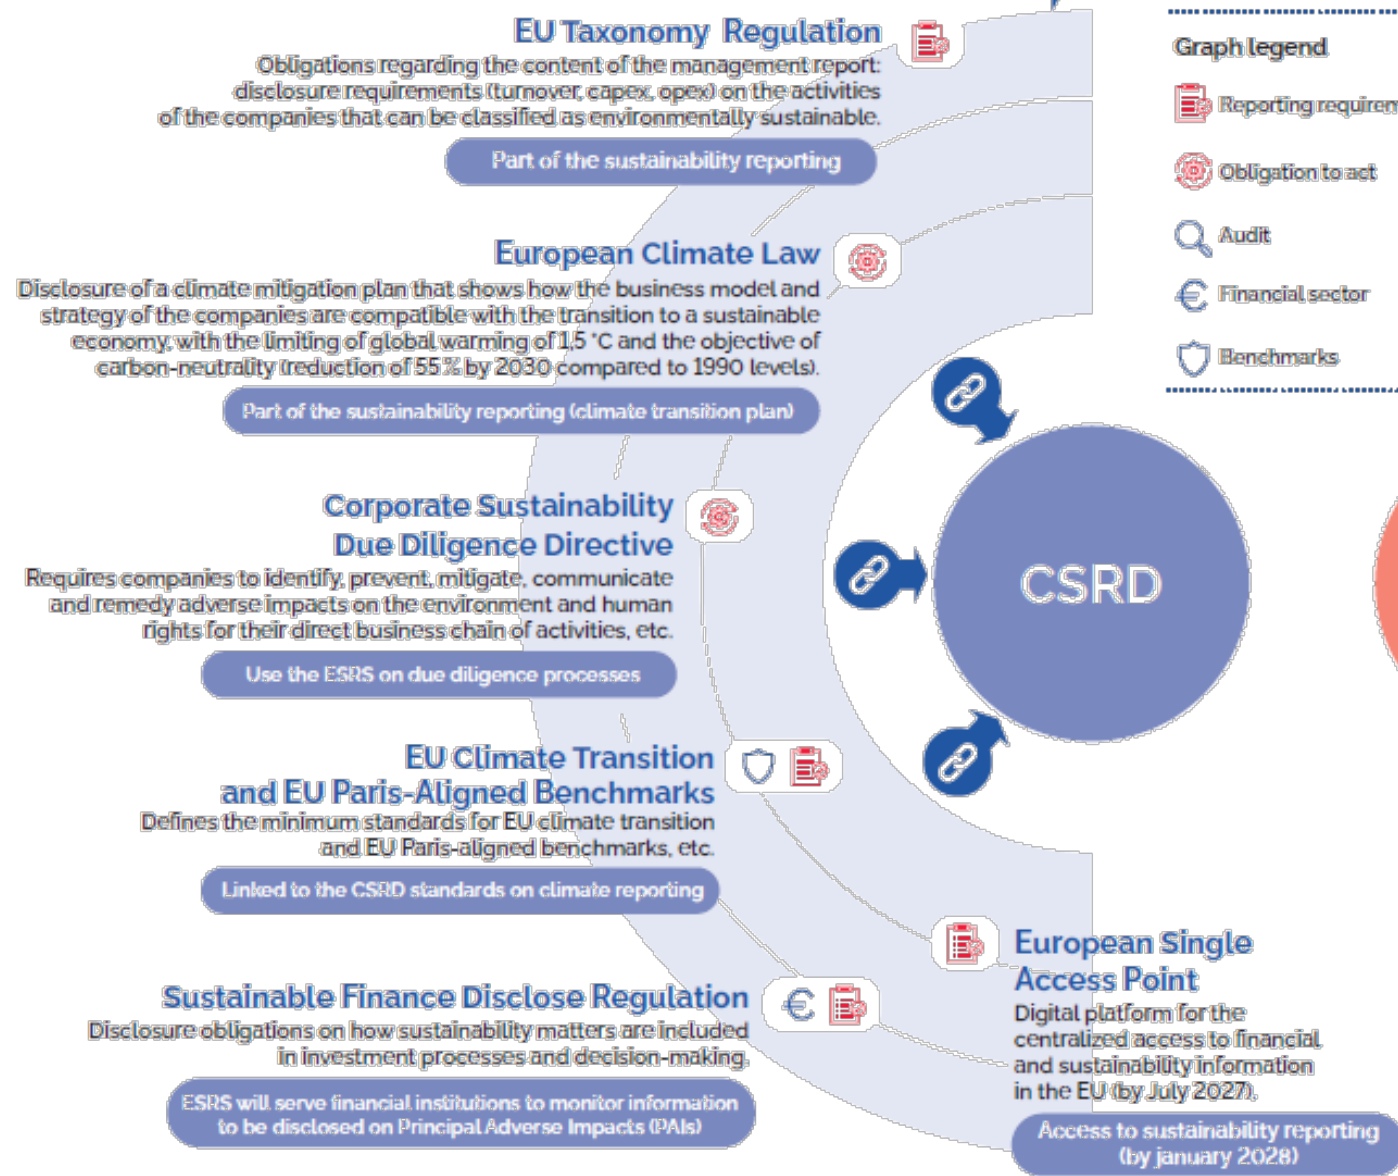 EU Taxonomy Regulation
Obligations regarding the content of the management report:
disclosure requirements (turnover, capex, opex) on the activities
of the companies that can be classified as environmentally sustainable.
Part of the sustainability reporting
European Climate Law
Disclosure of a climate mitigation plan that shows how the business model and
strategy of the companies are compatible with the transition to a sustainable
economy, with the limiting of global warming of 1,5 °C and the objective of
carbon-neutrality (reduction of 55% by 2030 compared to 1990 levels).
Part of the sustainability reporting (climate transition plan)
Corporate Sustainability
Due Diligence Directive
Requires companies to identify, prevent, mitigate, communicate
and remedy adverse impacts on the environment and human
rights for their direct business chain of activities, etc.
Use the ESRS on due diligence processes
EU Climate Transition
and EU Paris-Aligned Benchmarks
Defines the minimum standards for EU climate transition
and EU Paris-aligned benchmarks, etc.
Linked to the CSRD standards on climate reporting
Sustainable Finance Disclose Regulation
Disclosure obligations on how sustainability matters are included
in investment processes and decision-making.
ESRS will serve financial institutions to monitor information
to be disclosed on Principal Adverse Impacts (PAIs)
European Single
Access Point
Digital platform for the
centralized access to financial
and sustainability information
in the EU (by July 2027).
Access to sustainability reporting
(by january 2028)
CSRD
Graph legend
Reporting
Obligation to act
Audit
Financial sector
Benchmarks